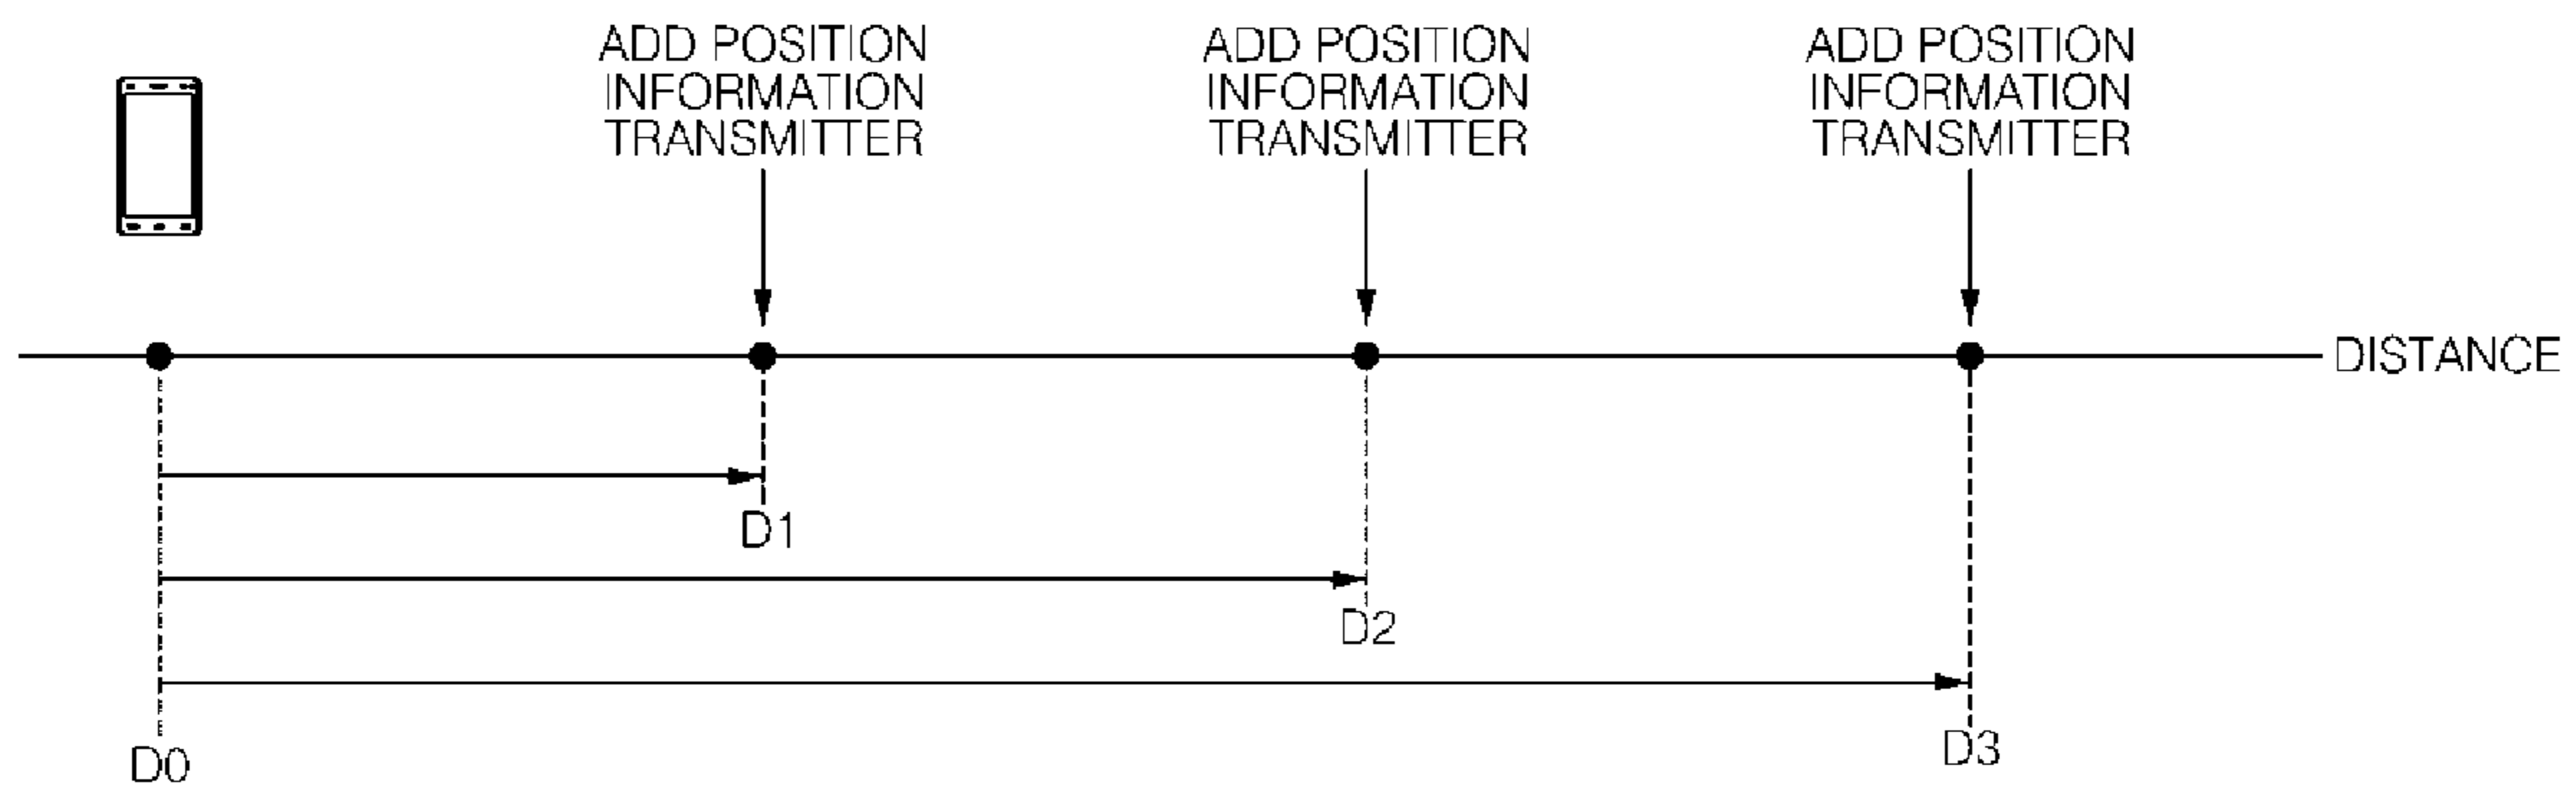 ADD POSITION
INFORMATION
TRANSMITTER
ADD POSITION
INFORMATION
TRANSMITTER
ADD POSITION
INFORMATION
TRANSMITTER
DISTANCE
D1
D2
D3
D0